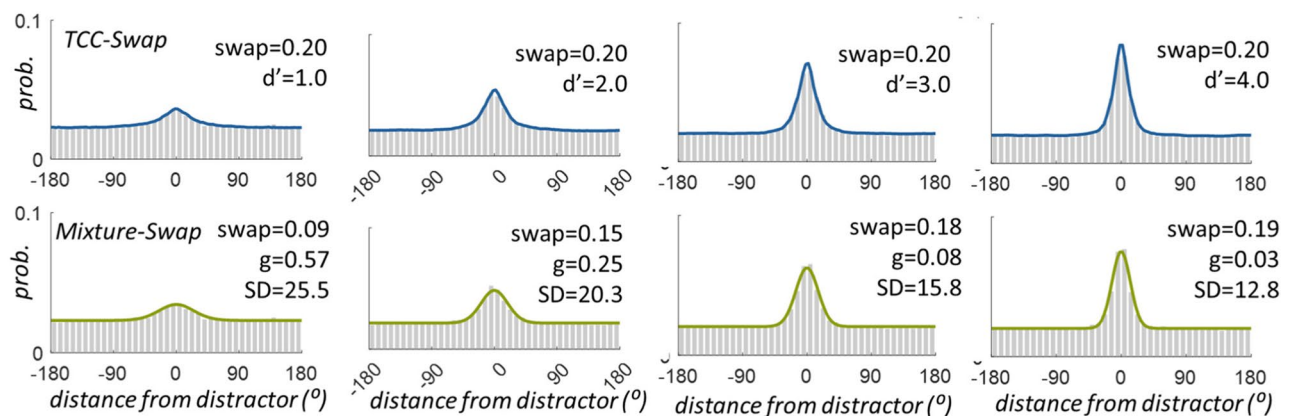 0.1
TCC-Swap
swap=0.20
d'=1.0
swap=0.20
d'=2.0
swap=0.20
d'=3.0
swap=0.20
d'=4.0
prob.
0
-180 -90 0 90 180
-180 -90 0 90 180
-180 -90 0 90 180
-180 -90 0 90 180
0.1
Mixture-Swap
swap=0.09
g=0.57
SD=25.5
swap=0.15
g=0.25
SD=20.3
swap=0.18
g=0.08
SD=15.8
swap=0.19
g=0.03
SD=12.8
prob.
0
-180 -90 0 90 180
-180 -90 0 90 180
-180 -90 0 90 180
-180 -90 0 90 180
distance from distractor (º)
distance from distractor (º)
distance from distractor (º)
distance from distractor (º)